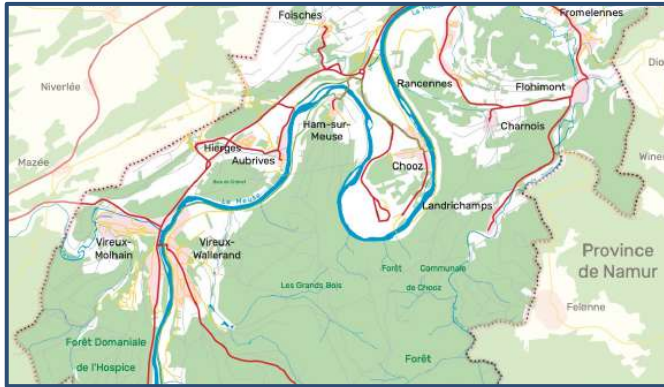 Foisches
Le Meuse
Fromelennes
Niverlée
Rancennes
Flohimont
Ham-sur-
Meuse
Charnois
Hierges
Aubrives
Mazée
Chooz
La Meuse
Landrichamps
Vireux-
Molhain
Vireux-
Wallerand
Province
de Namur
Les Grands Bois
Forêt Communale
de Chooz
Felenne
Forêt Domaniale
de l'Hospice
Forêt